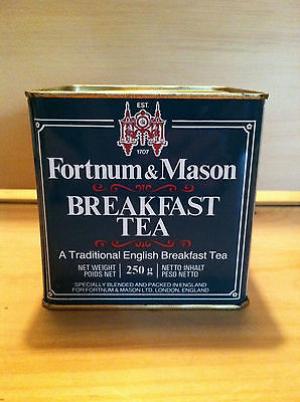 EST.
1707
Fortnum & Mason
BREAKFAST
TEA
A Traditional English Breakfast Tea
NET WEIGHT
POIDS NET
250 g
NETTO INHALT
PESO NETTO
SPECIALLY BLENDED AND PACKED IN ENGLAND
FOR FORTNUM & MASON LTD, LONDON, ENGLAND